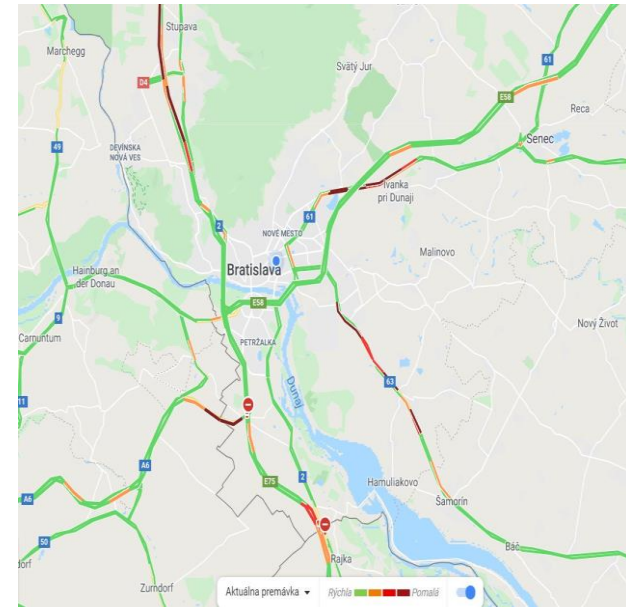 Stupava
Marchegg
Svätý Jur
61
D4
E58
Reca
Senec
49
DEVÍNSKA
NOVÁ VES
Ivanka
pri Dunaji
2
61
NOVÉ MESTO
Malinovo
Bratislava
Hainburg an
der Donau
E58
9
Nový Život
Carnuntum
PETRŽALKA
Dunaj
63
11
A6
E75
2
Hamuliakovo
A6
Šamorín
50
Báč
dorf
Rajka
Zurndorf
Aktuálna premávka
Rýchla
Pomalá